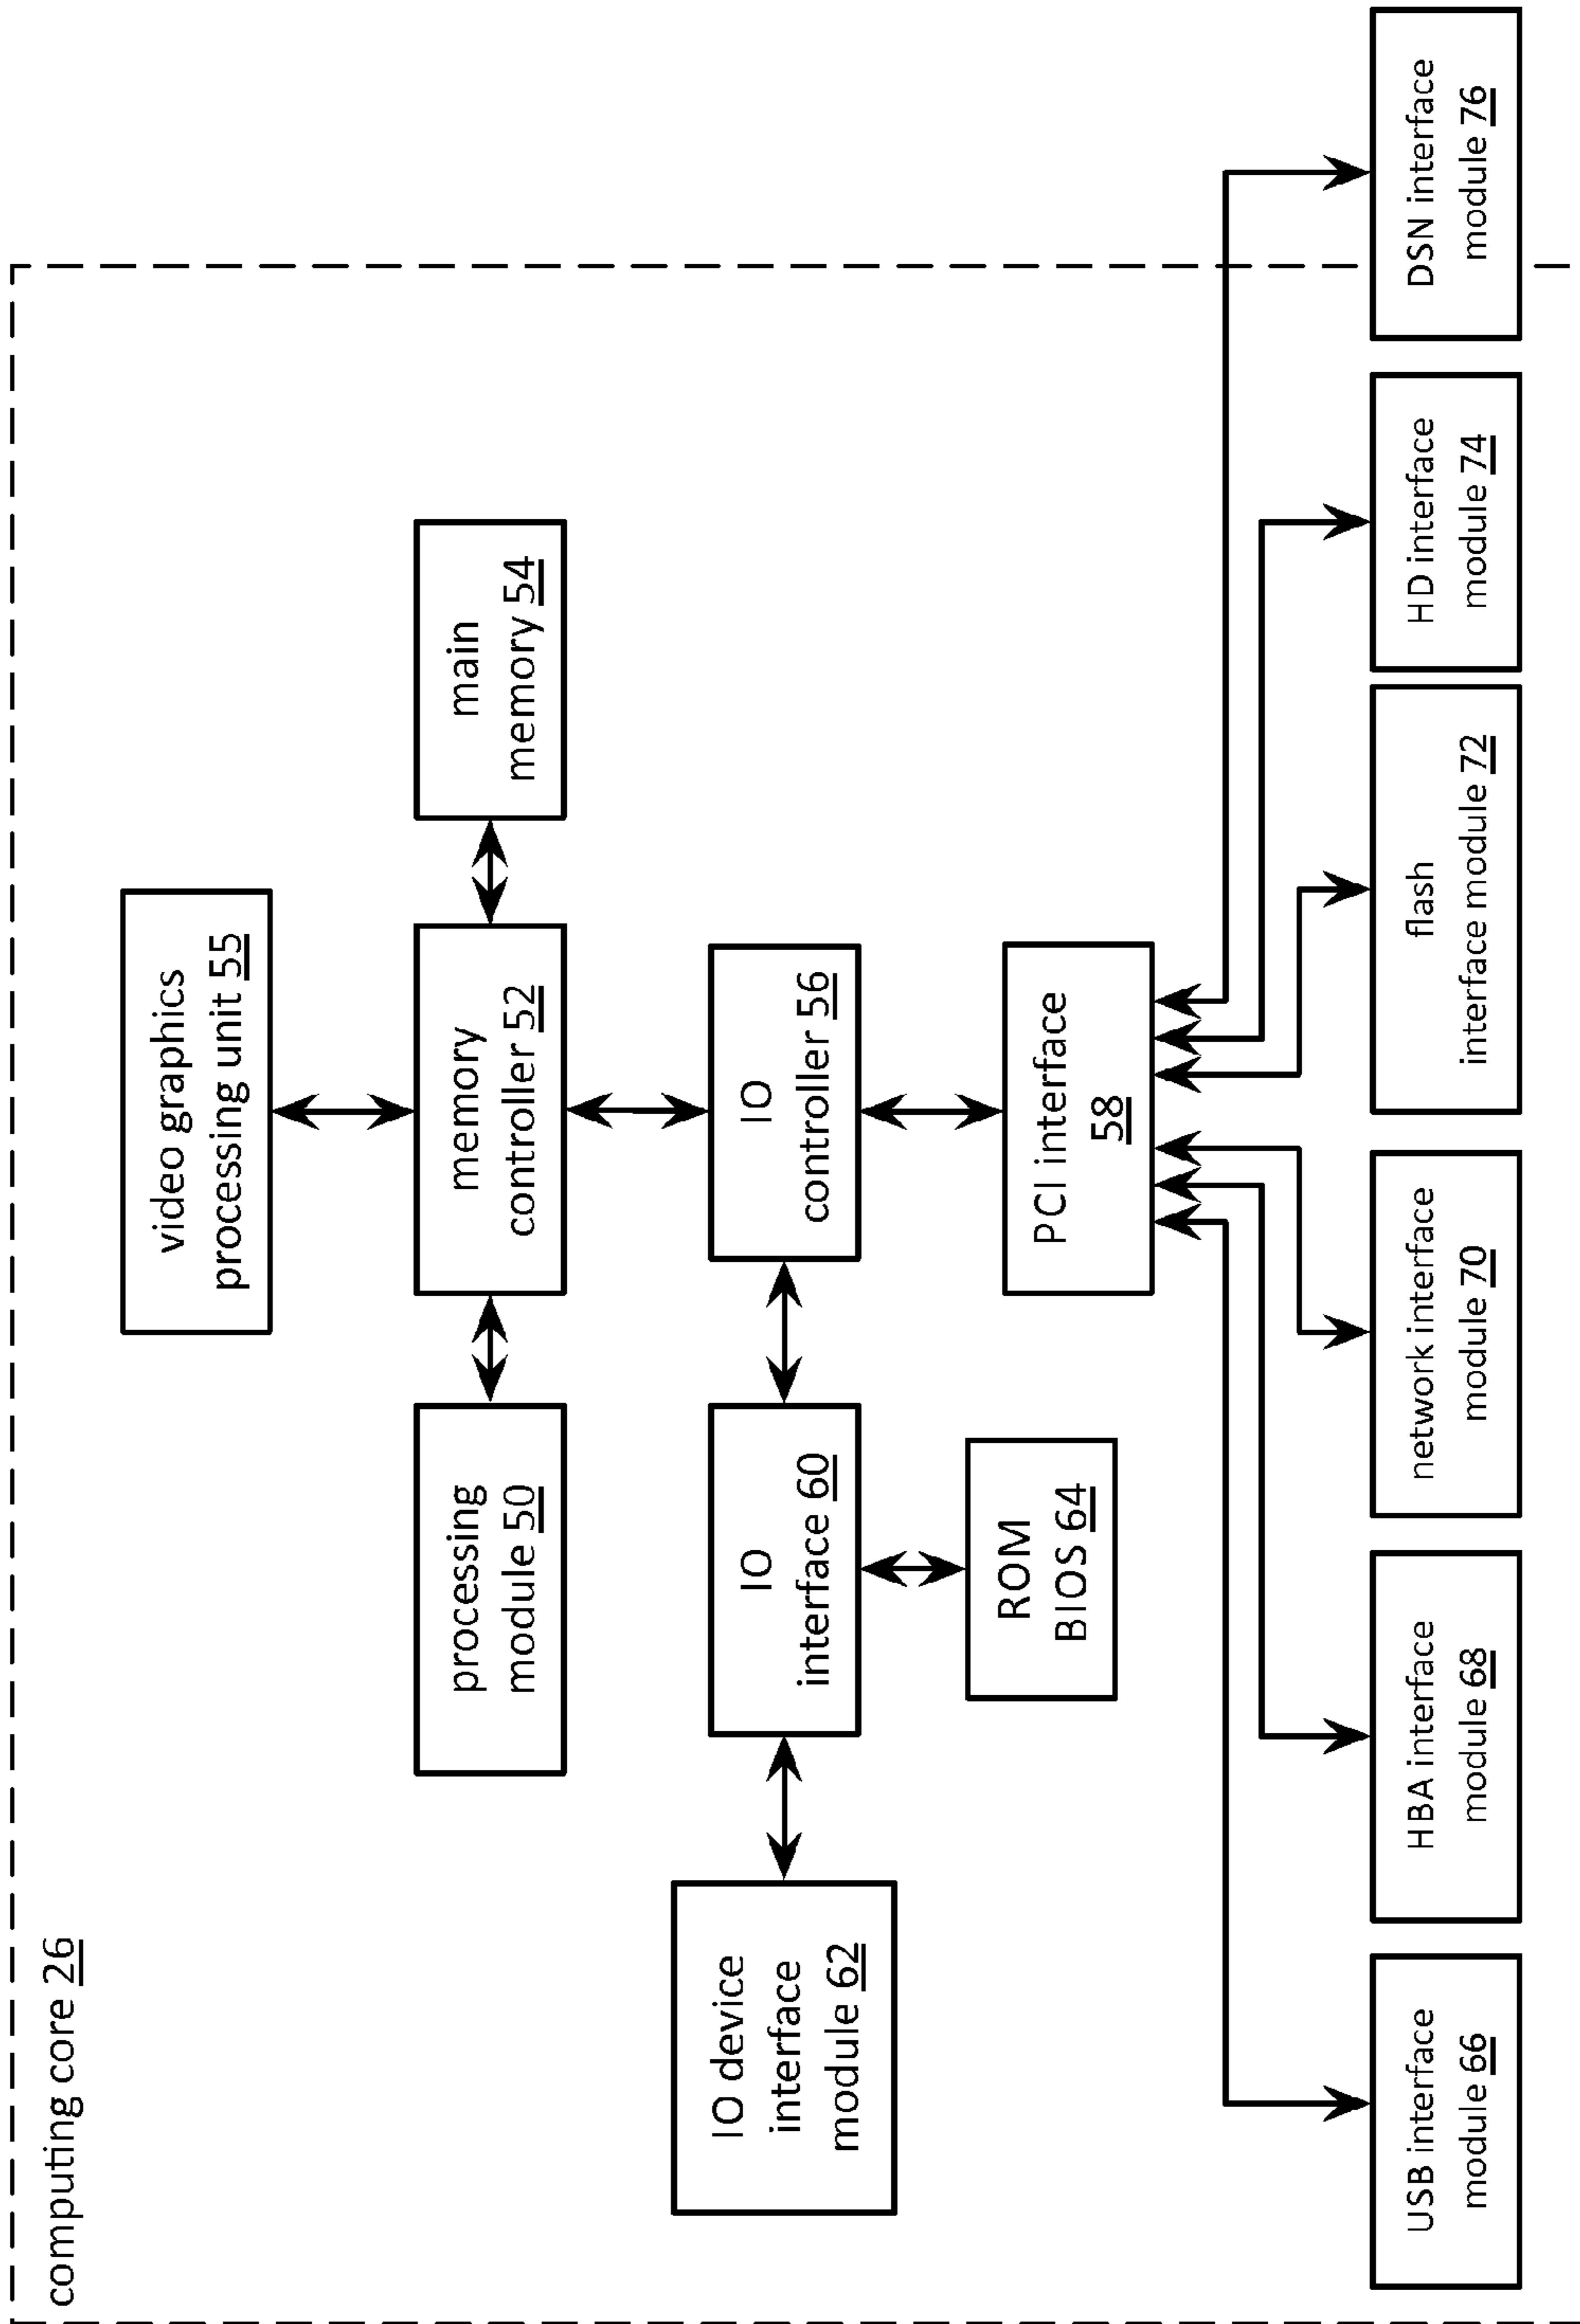 computing core 26
video graphics
processing unit 55
processing
module 50
memory
controller 52
main
memory 54
IO device
interface
module 62
IO
interface 60
IO
controller 56
ROM
BIOS 64
PCI interface
58
USB interface
module 66
HBA interface
module 68
network interface
module 70
flash
interface module 72
HD interface
module 74
DSN interface
module 76